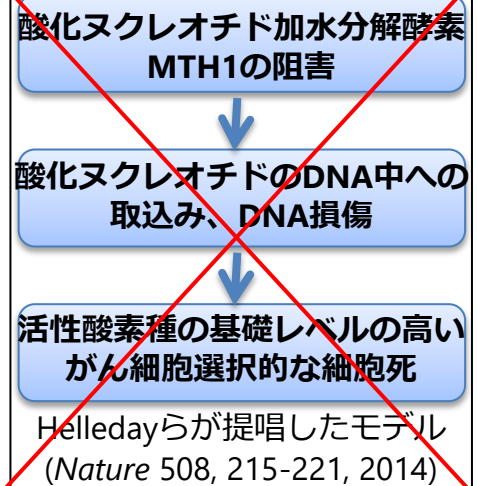 酸化ヌクレオチド加水分解酵素
MTH1の阻害
酸化ヌクレオチドのDNA中への
取込み、DNA損傷
活性酸素種の基礎レベルの高い
がん細胞選択的な細胞死
Helledayらが提唱したモデル
(Nature 508, 215-221, 2014)